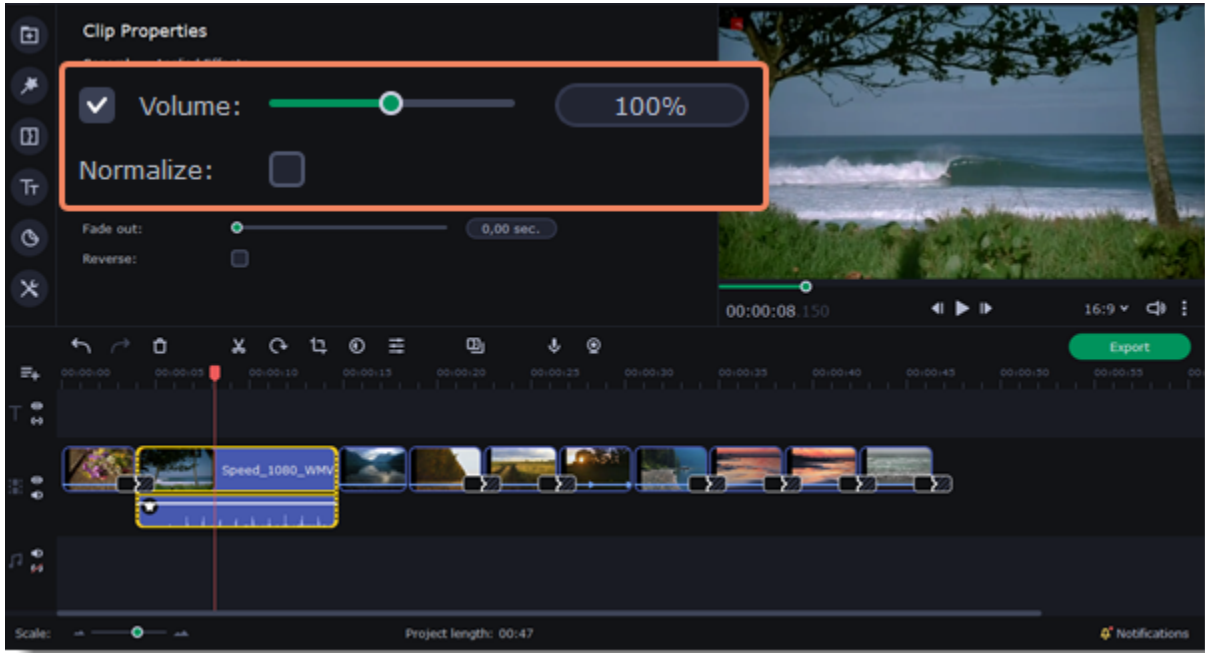 Clip Properties
Volume:
100%
Normalize:
Fade out:
0,00 sec.
Reverse:
00:00:08.150
16:9
Export
00:00:00 00:00:05 00:00:10 00:00:15 00:00:20 00:00:25 00:00:30 00:00:35 00:00:40 00:00:45 00:00:50 00:00:55
Speed_1080_WMV
Scale:
Project length: 00:47
Notifications